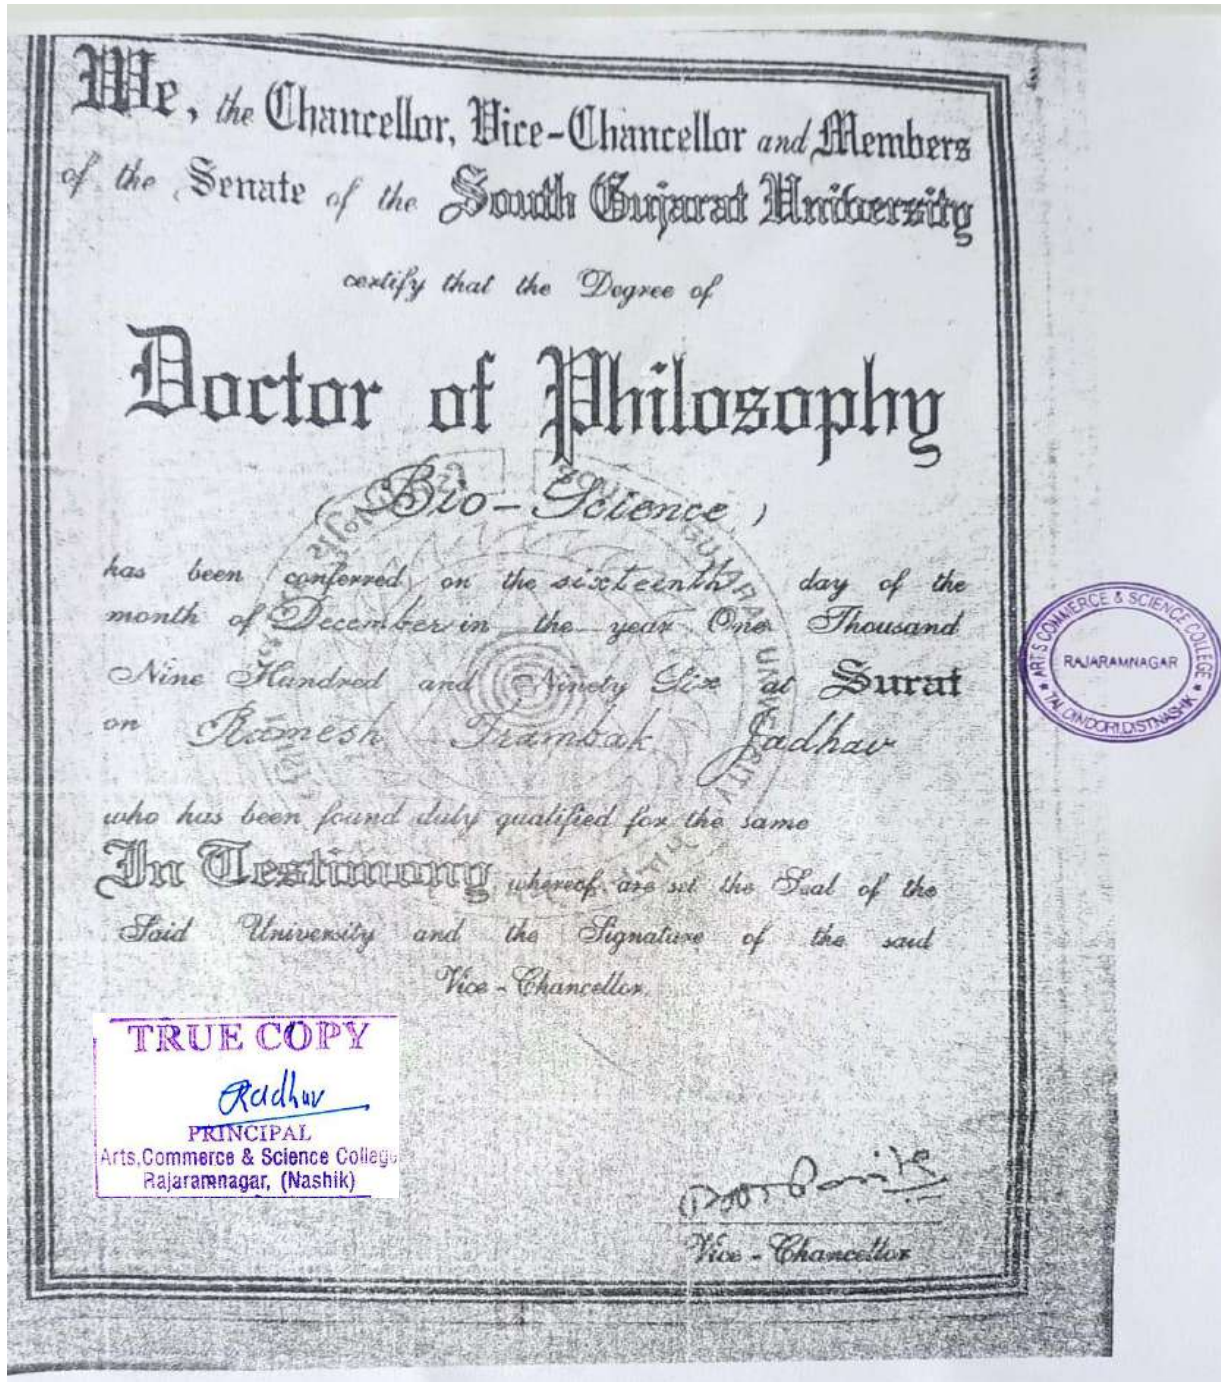 We, the Chancellor, Vice-Chancellor and Members
of the Senate of the South Gujarat University
certify that the Degree of
Doctor of Philosophy
(Bio-Science)
has been conferred on the sixteenth day of the
month of December in the year One Thousand
Nine Hundred and Ninety Six at Surat
on Ramesh Trambak Jadhav
who has been found duly qualified for the same
In Testimony whereof are set the Seal of the
Said University and the Signature of the said
Vice-Chancellor.
TRUE COPY
PRINCIPAL
Arts, Commerce & Science College
Rajaramnagar, (Nashik)
Vice-Chancellor
SOUTH GUJARAT UNIVERSITY
ARTS COMMERCE & SCIENCE COLLEGE
RAJARAMNAGAR
TAL.DINDORI.DIST.NASHIK